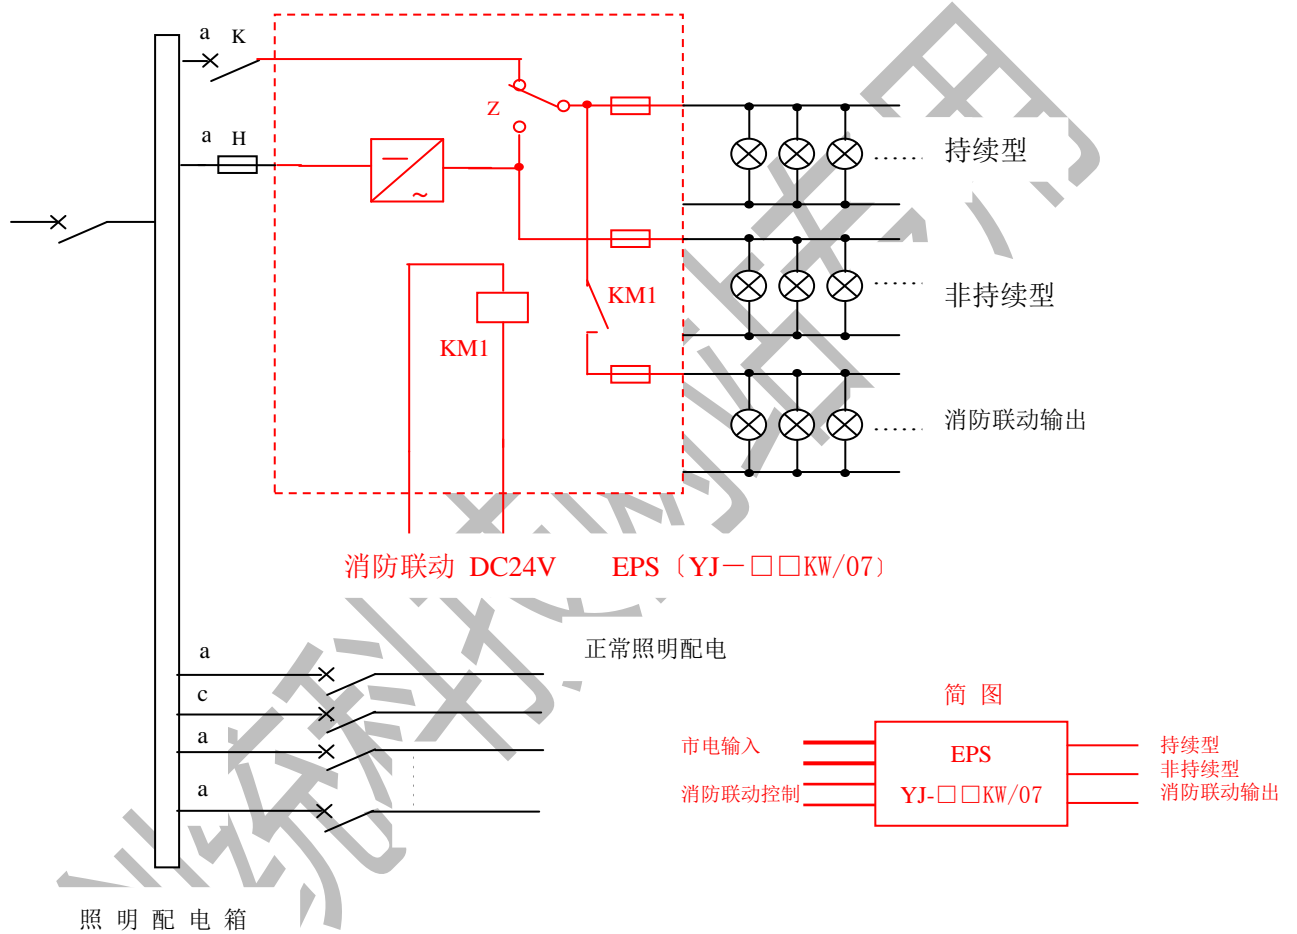 a K
Z
a H
~
持续型
KM1
非持续型
KM1
消防联动输出
消防联动 DC24V
EPS〔YJ－□□KW/07〕
正常照明配电
a
c
a
a
简 图
市电输入
消防联动控制
EPS
YJ-□□KW/07
持续型
非持续型
消防联动输出
照 明 配 电 箱